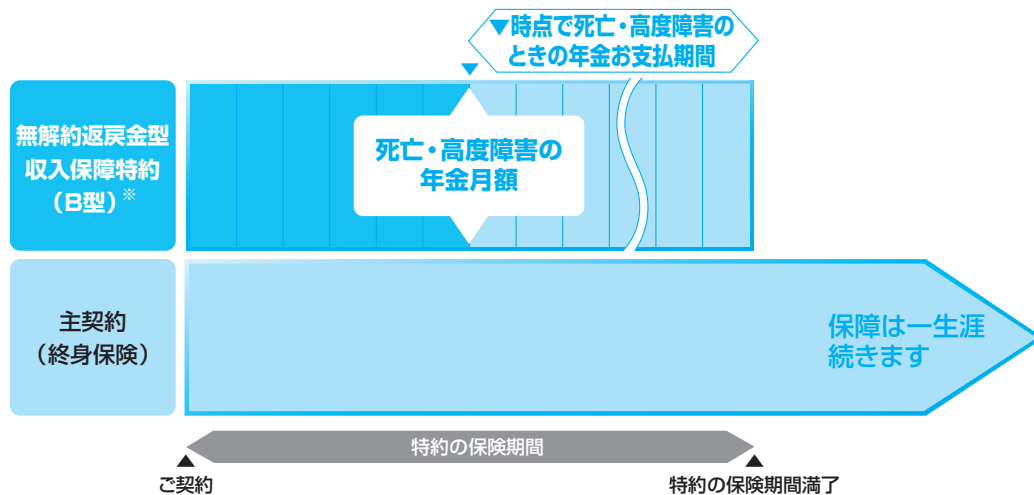 ▼時点で死亡・高度障害の
ときの年金お支払期間
無解約返戻金型
収入保障特約
（B型）※
死亡・高度障害の
年金月額
主契約
（終身保険）
保障は一生涯
続きます
特約の保険期間
ご契約
特約の保険期間満了